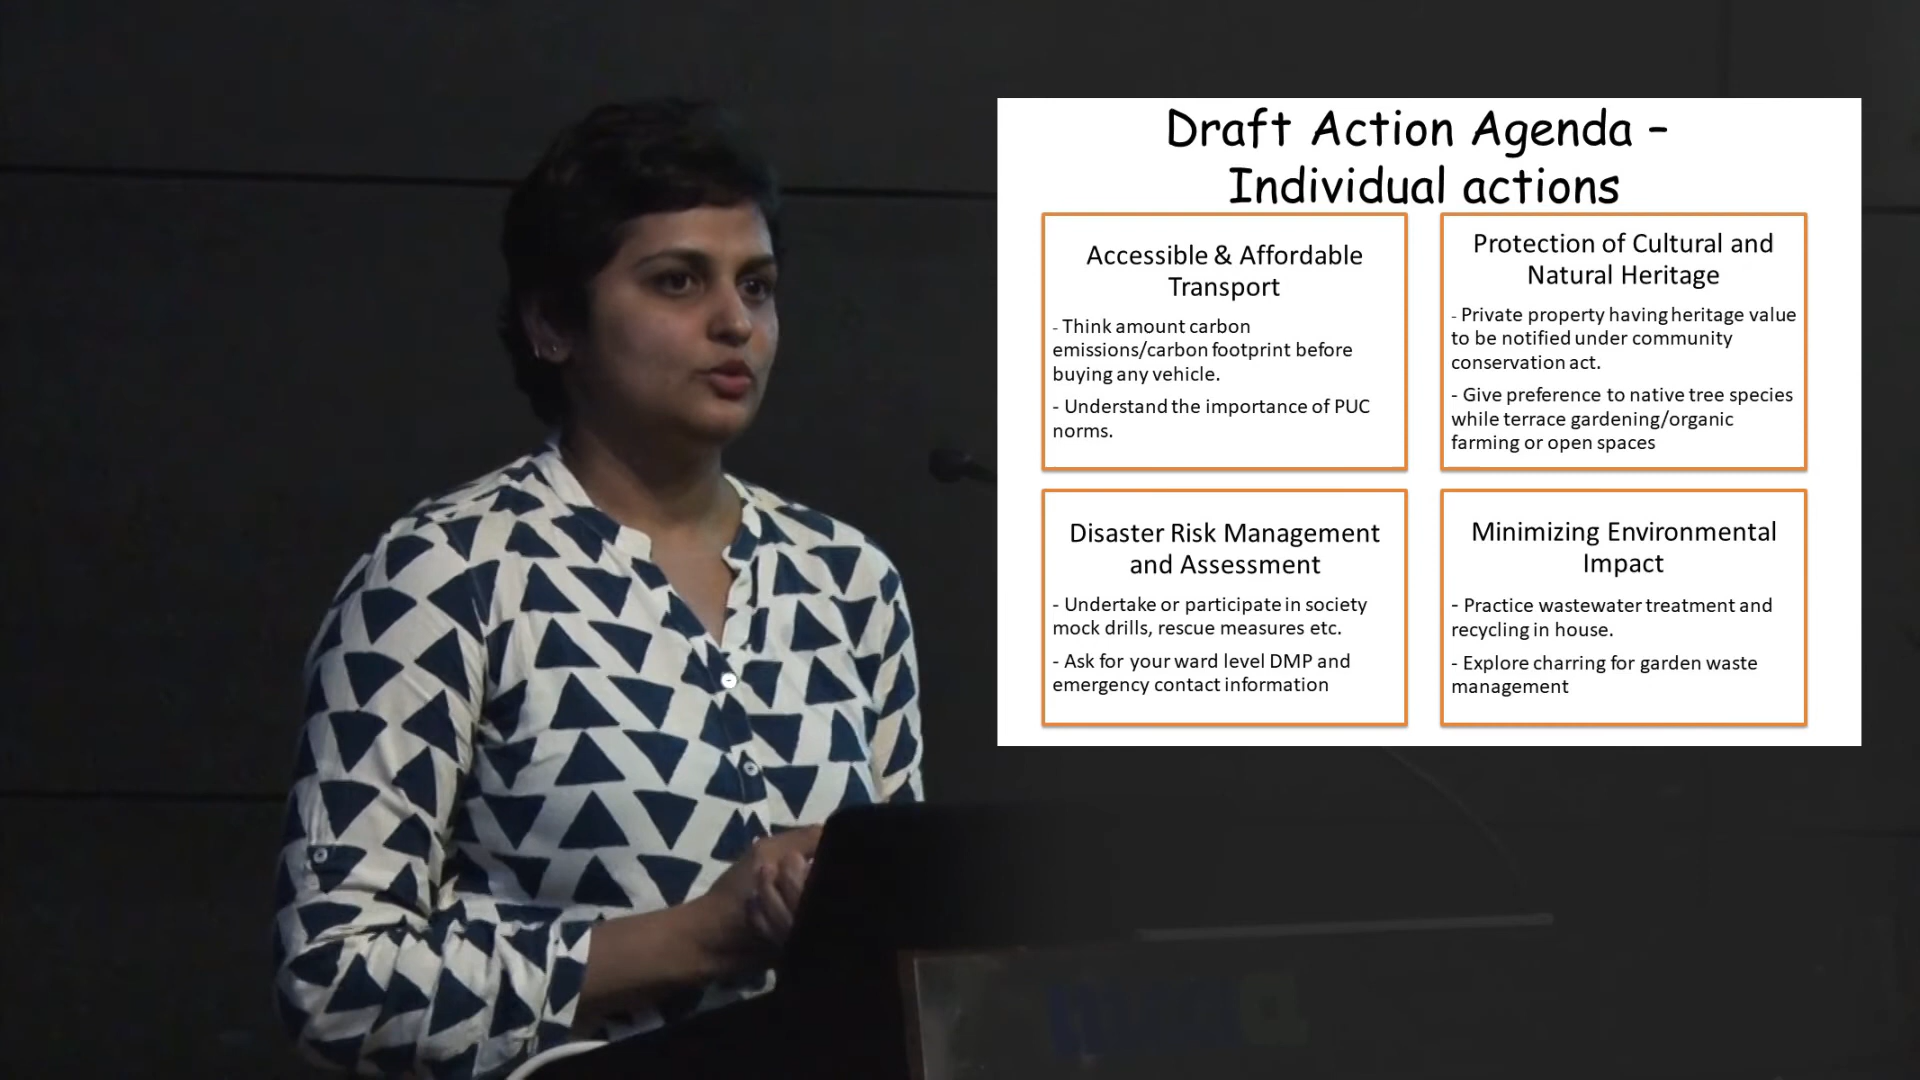 Draft Action Agenda –
Individual actions
Accessible & Affordable
Transport
- Think amount carbon
emissions/carbon footprint before
buying any vehicle.
- Understand the importance of PUC
norms.
Protection of Cultural and
Natural Heritage
- Private property having heritage value
to be notified under community
conservation act.
- Give preference to native tree species
while terrace gardening/organic
farming or open spaces
Disaster Risk Management
and Assessment
- Undertake or participate in society
mock drills, rescue measures etc.
- Ask for your ward level DMP and
emergency contact information
Minimizing Environmental
Impact
- Practice wastewater treatment and
recycling in house.
- Explore charring for garden waste
management